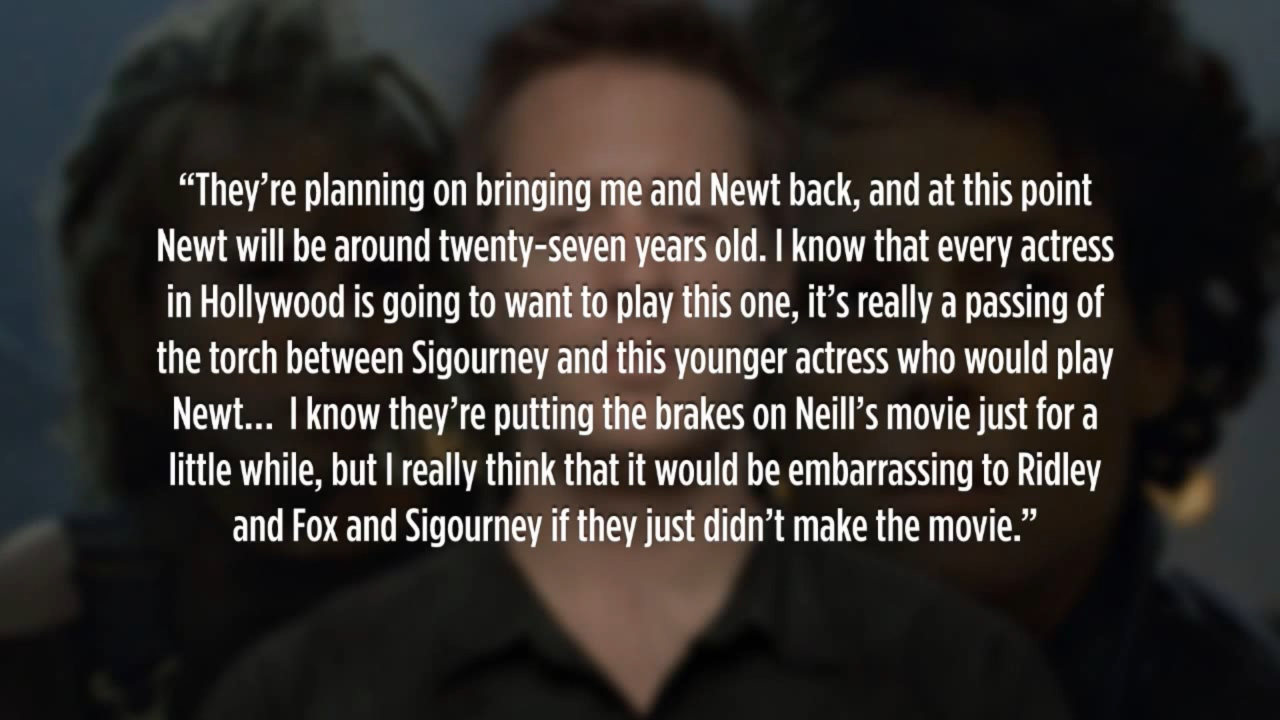 “They’re planning on bringing me and Newt back, and at this point
Newt will be around twenty-seven years old. I know that every actress
in Hollywood is going to want to play this one, it’s really a passing of
the torch between Sigourney and this younger actress who would play
Newt... I know they’re putting the brakes on Neill’s movie just for a
little while, but I really think that it would be embarrassing to Ridley
and Fox and Sigourney if they just didn’t make the movie.”